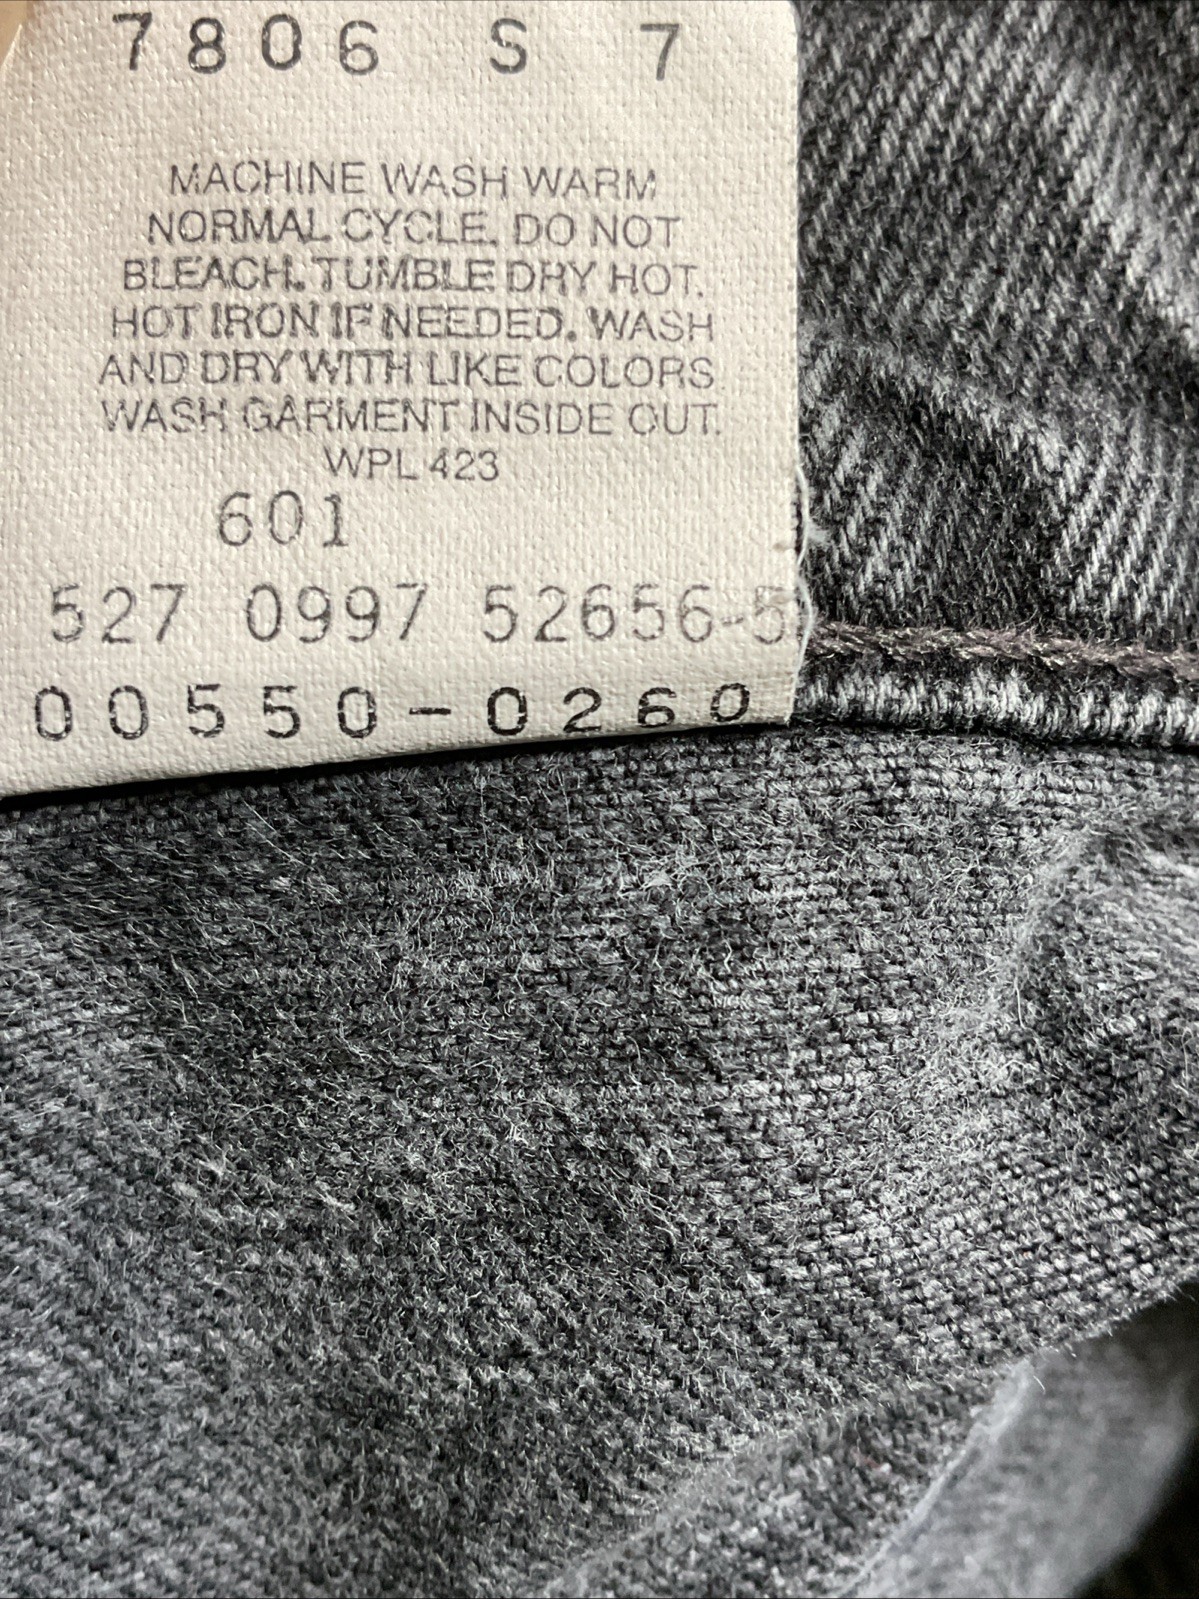 7806 S 7
MACHINE WASH WARM
NORMAL CYCLE. DO NOT
BLEACH. TUMBLE DRY HOT.
HOT IRON IF NEEDED. WASH
AND DRY WITH LIKE COLORS
WASH GARMENT INSIDE OUT.
WPL 423
601
527 0997 52656-5
00550-0260